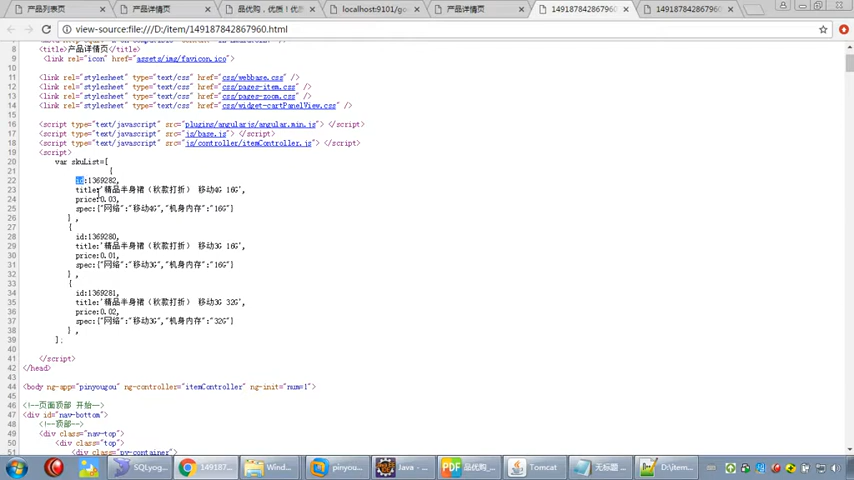 产品列表页
产品详情页
品优购，优质！优质
localhost:9101/go
产品详情页
149187842867960.
149187842867960.
view-source:file:///D:/item/149187842867960.html
8
9 <title>产品详情页</title>
<link rel="icon" href="assets/img/favicon.ico">
11 <link rel="stylesheet" type="text/css" href="css/webbase.css" />
12 <link rel="stylesheet" type="text/css" href="css/pages-item.css" />
13 <link rel="stylesheet" type="text/css" href="css/pages-zoom.css" />
14 <link rel="stylesheet" type="text/css" href="css/widget-cartPanelView.css" />
16 <script type="text/javascript" src="plugins/angularjs/angular.min.js"> </script>
17 <script type="text/javascript" src="js/base.js"> </script>
18 <script type="text/javascript" src="js/controller/itemController.js"> </script>
19 <script>
20 var skuList=[
21 {
22 id:1369282,
23 title:'精品半身裙（秋款打折） 移动4G 16G',
24 price:0.03,
25 spec:{"网络":"移动4G","机身内存":"16G"}
26 } ,
27 {
28 id:1369280,
29 title:'精品半身裙（秋款打折） 移动3G 16G',
30 price:0.01,
31 spec:{"网络":"移动3G","机身内存":"16G"}
32 } ,
33 {
34 id:1369281,
35 title:'精品半身裙（秋款打折） 移动3G 32G',
36 price:0.02,
37 spec:{"网络":"移动3G","机身内存":"32G"}
38 } ,
39 ];
40
41 </script>
42 </head>
43
44 <body ng-app="pinyougou" ng-controller="itemController" ng-init="num=1">
45
46 <!--页面顶部 开始-->
47 <div id="nav-bottom">
48 <!--顶部-->
49 <div class="nav-top">
50 <div class="top">
51 <div class="py-container">
SQLyog...
149187...
Wind...
pinyou...
Java - ...
品优购_...
Tomcat
无标题 ...
D:\item...